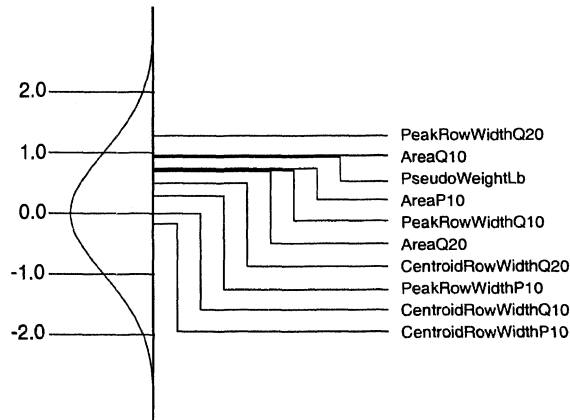 2.0
1.0
0.0
-1.0
-2.0
PeakRowWidthQ20
AreaQ10
PseudoWeightLb
AreaP10
PeakRowWidthQ10
AreaQ20
CentroidRowWidthQ20
PeakRowWidthP10
CentroidRowWidthQ10
CentroidRowWidthP10